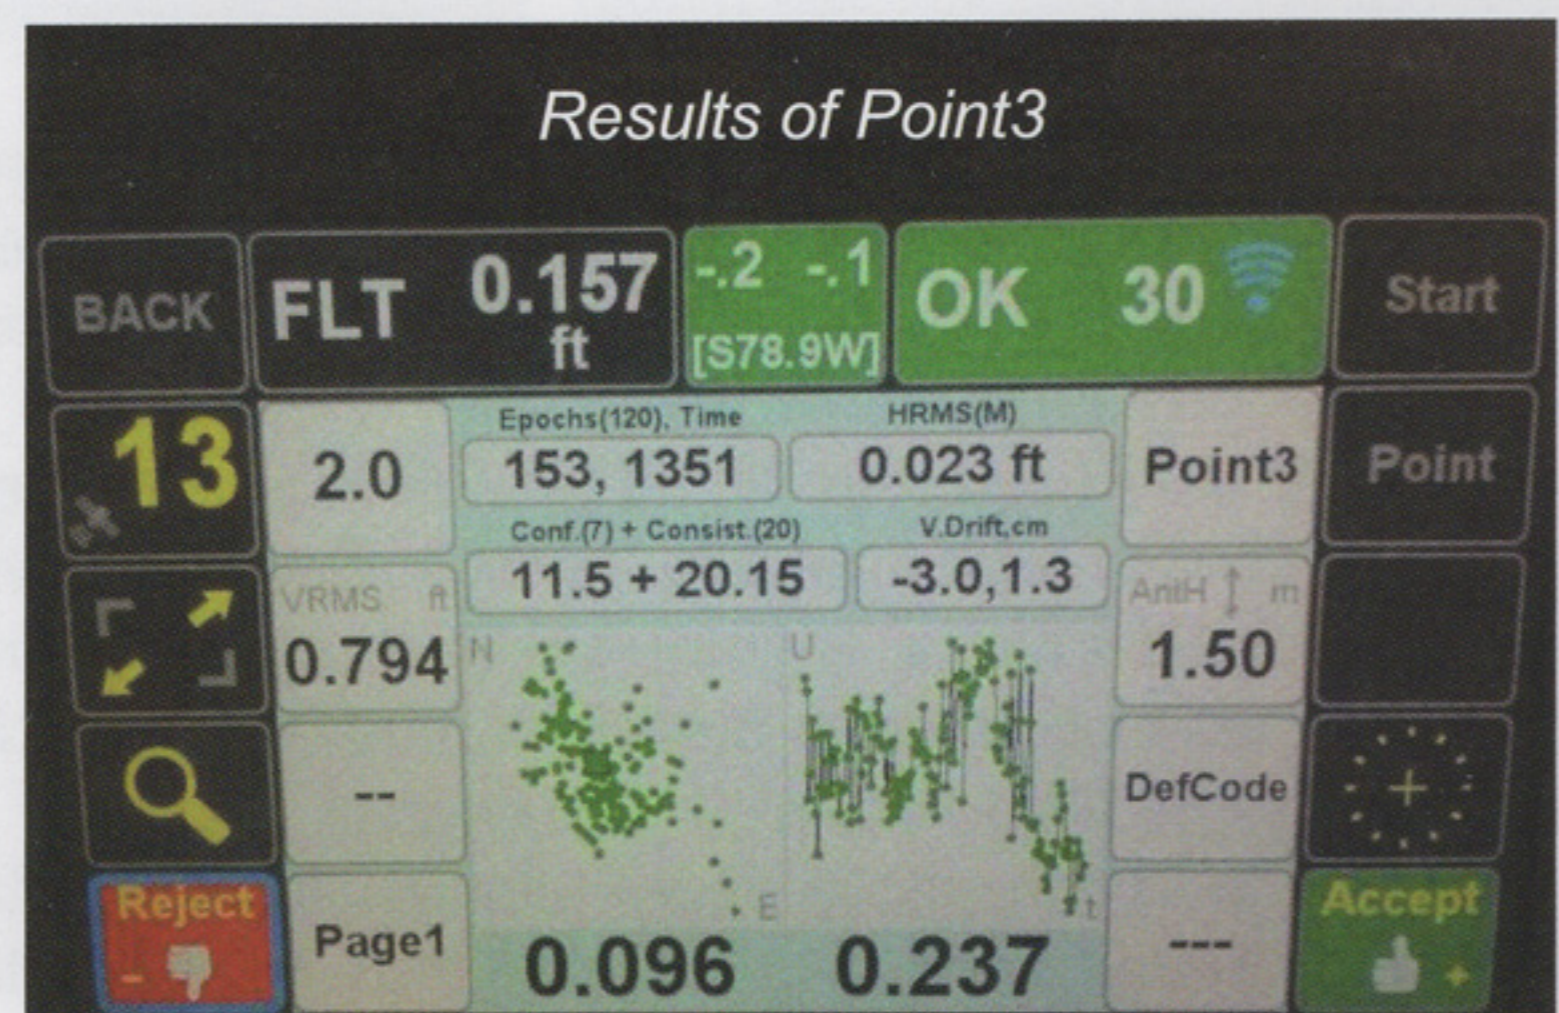 Results of Point3
BACK
FLT 0.157 ft
-.2 -.1
[S78.9W]
OK 30
Start
13
2.0
Epochs(120), Time
153, 1351
HRMS(M)
0.023 ft
Point3
Point
Conf.(7) + Consist.(20)
11.5 + 20.15
V.Drift,cm
-3.0,1.3
VRMS ft
0.794
AntH m
1.50
N
U
--
DefCode
E
t
Reject
-
Page1
0.096
0.237
---
Accept
+